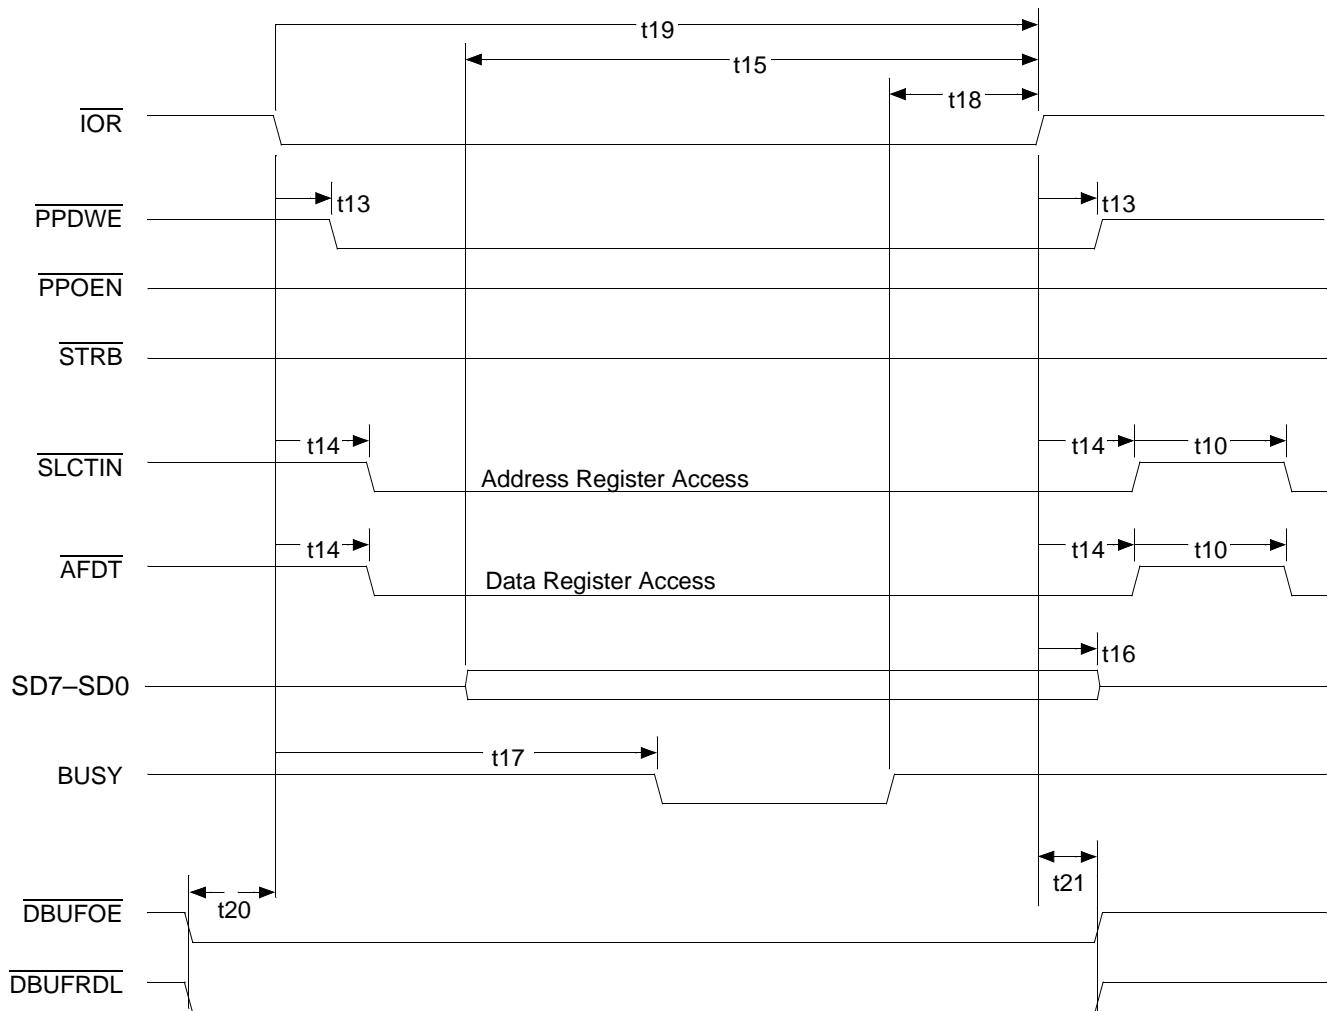 t19
t15
t18
IOR
t13 t13
PPDWE
PPOEN
STRB
t14 t14 t10
SLCTIN
Address Register Access
t14 t14 t10
AFDT
Data Register Access
t16
SD7–SD0
t17
BUSY
t21
t20
DBUFOE
DBUFRDL